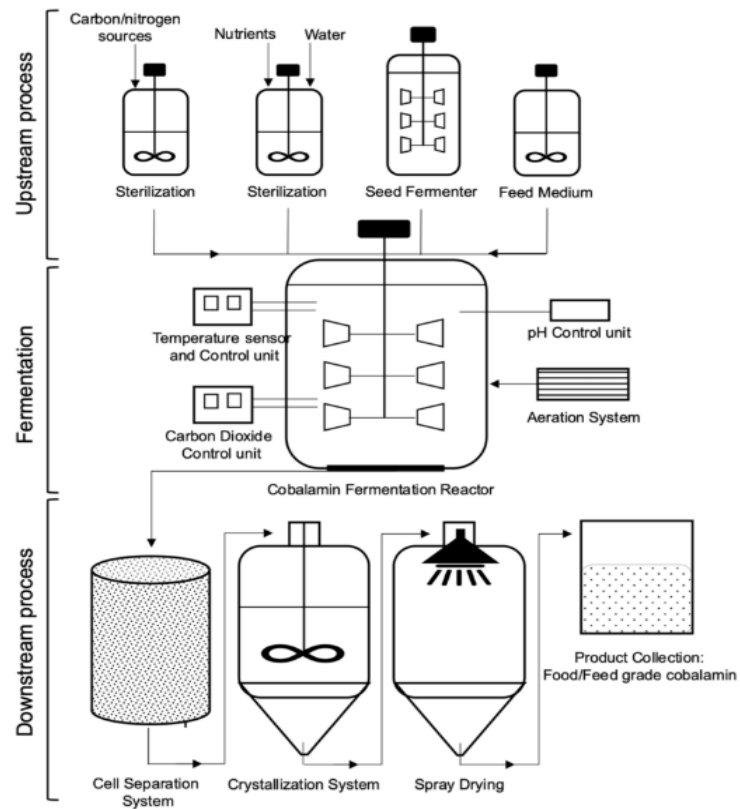 Upstream process
Carbon/nitrogen
sources
Nutrients
Water
Sterilization
Sterilization
Seed Fermenter
Feed Medium
Fermentation
Temperature sensor
and Control unit
pH Control unit
Carbon Dioxide
Control unit
Aeration System
Cobalamin Fermentation Reactor
Downstream process
Product Collection:
Food/Feed grade cobalamin
Cell Separation
System
Crystallization System
Spray Drying